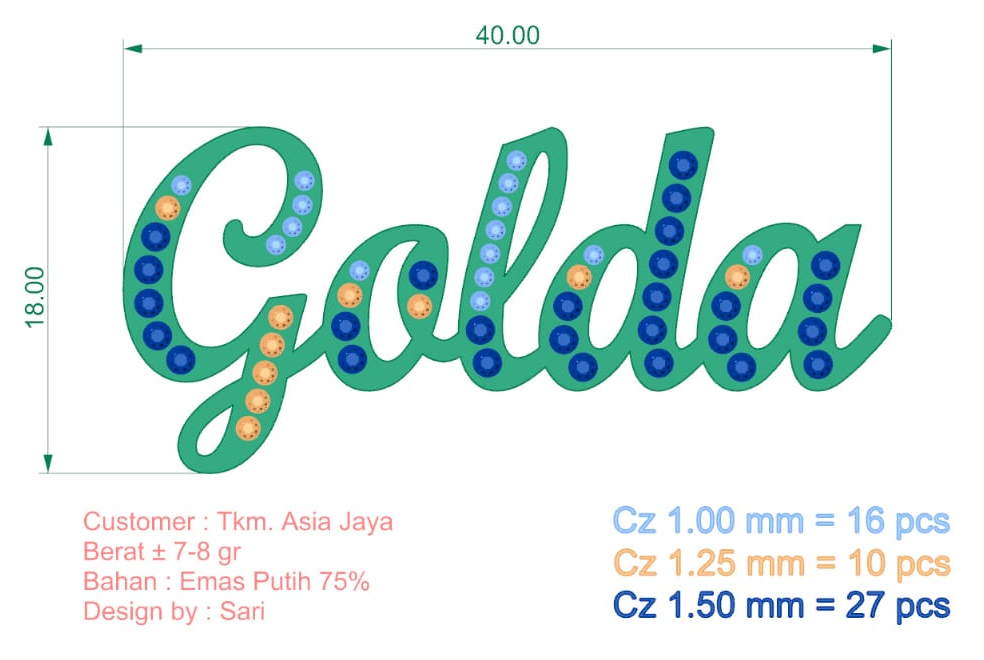 40.00
18.00
Golda
Customer : Tkm. Asia Jaya
Berat ± 7-8 gr
Bahan : Emas Putih 75%
Design by : Sari
Cz 1.00 mm = 16 pcs
Cz 1.25 mm = 10 pcs
Cz 1.50 mm = 27 pcs